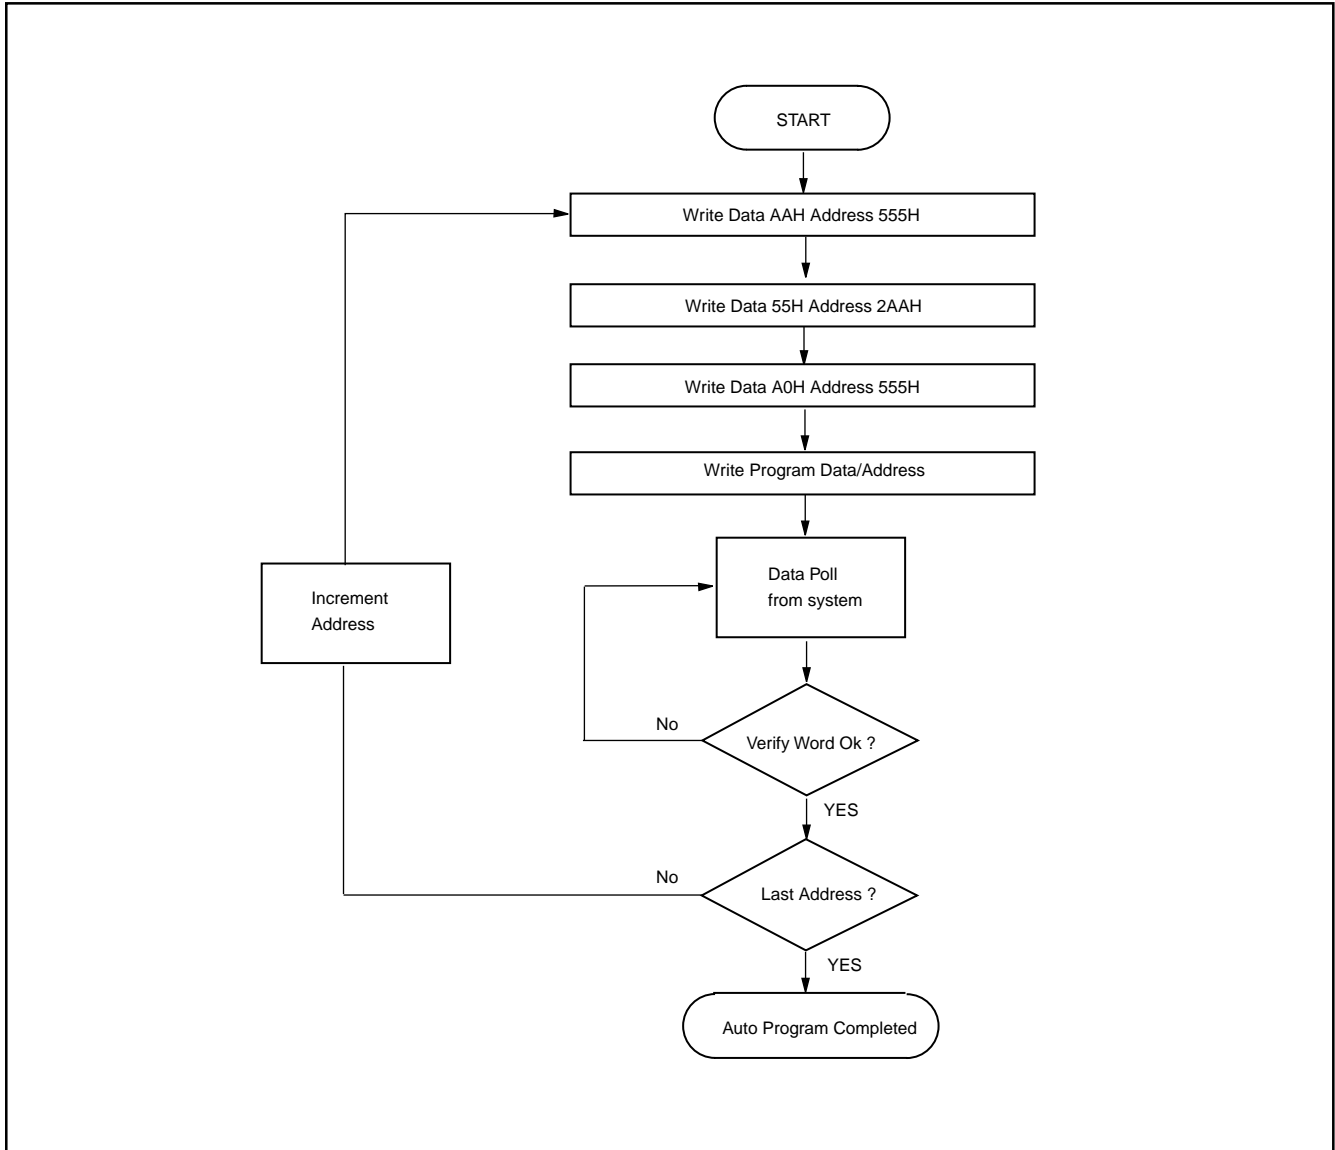 START
Write Data AAH Address 555H
Write Data 55H Address 2AAH
Write Data A0H Address 555H
Write Program Data/Address
Data Poll
from system
Increment
Address
No
Verify Word Ok ?
YES
No
Last Address ?
YES
Auto Program Completed